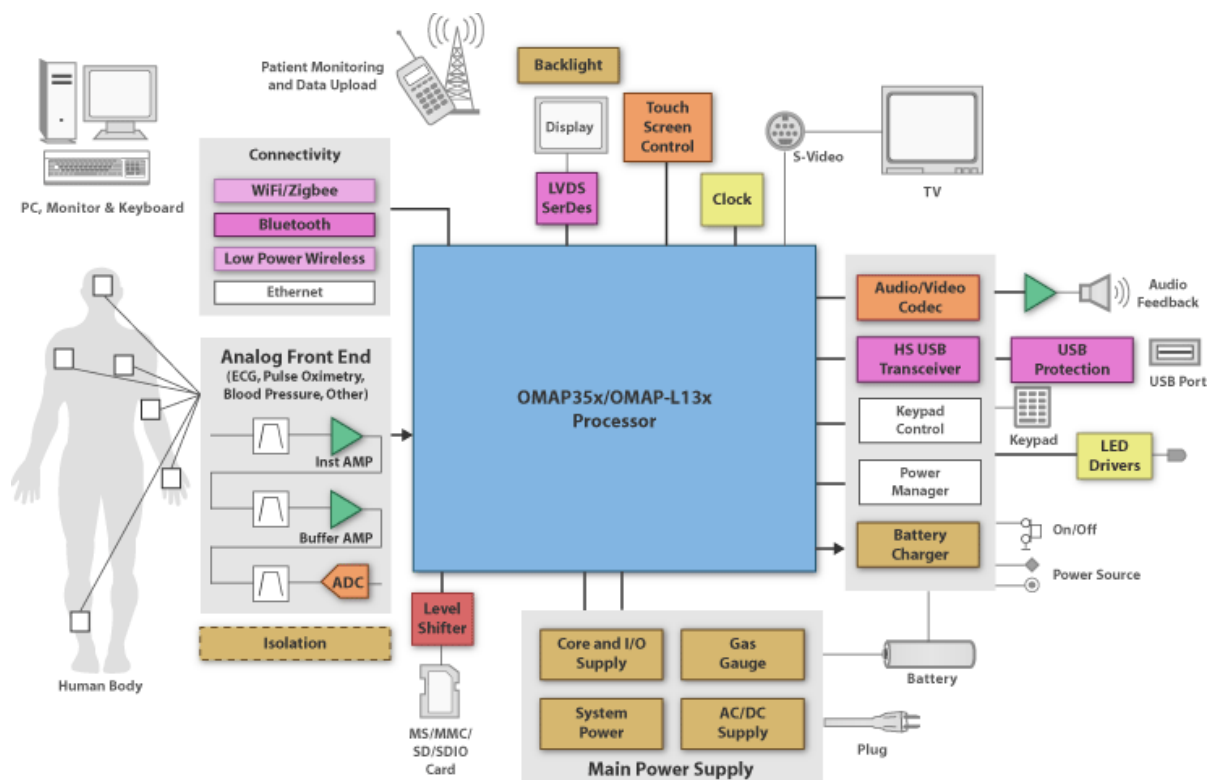 Patient Monitoring
and Data Upload
Backlight
Display
Touch
Screen
Control
S-Video
TV
PC, Monitor & Keyboard
Connectivity
WiFi/Zigbee
Bluetooth
Low Power Wireless
Ethernet
LVDS
SerDes
Clock
Analog Front End
(ECG, Pulse Oximetry,
Blood Pressure, Other)
Inst AMP
Buffer AMP
ADC
Isolation
Human Body
OMAP35x/OMAP-L13x
Processor
Audio/Video
Codec
Audio
Feedback
HS USB
Transceiver
USB
Protection
USB Port
Keypad
Control
Keypad
Power
Manager
LED
Drivers
Battery
Charger
On/Off
Power Source
Level
Shifter
MS/MMC/
SD/SDIO
Card
Core and I/O
Supply
Gas
Gauge
System
Power
AC/DC
Supply
Main Power Supply
Battery
Plug